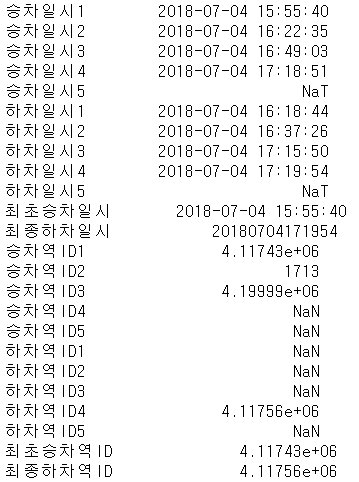 승차일시1 2018-07-04 15:55:40
승차일시2 2018-07-04 16:22:35
승차일시3 2018-07-04 16:49:03
승차일시4 2018-07-04 17:18:51
승차일시5 NaT
하차일시1 2018-07-04 16:18:44
하차일시2 2018-07-04 16:37:26
하차일시3 2018-07-04 17:15:50
하차일시4 2018-07-04 17:19:54
하차일시5 NaT
최초승차일시 2018-07-04 15:55:40
최종하차일시 20180704171954
승차역ID1 4.11743e+06
승차역ID2 1713
승차역ID3 4.19999e+06
승차역ID4 NaN
승차역ID5 NaN
하차역ID1 NaN
하차역ID2 NaN
하차역ID3 NaN
하차역ID4 4.11756e+06
하차역ID5 NaN
최초승차역ID 4.11743e+06
최종하차역ID 4.11756e+06